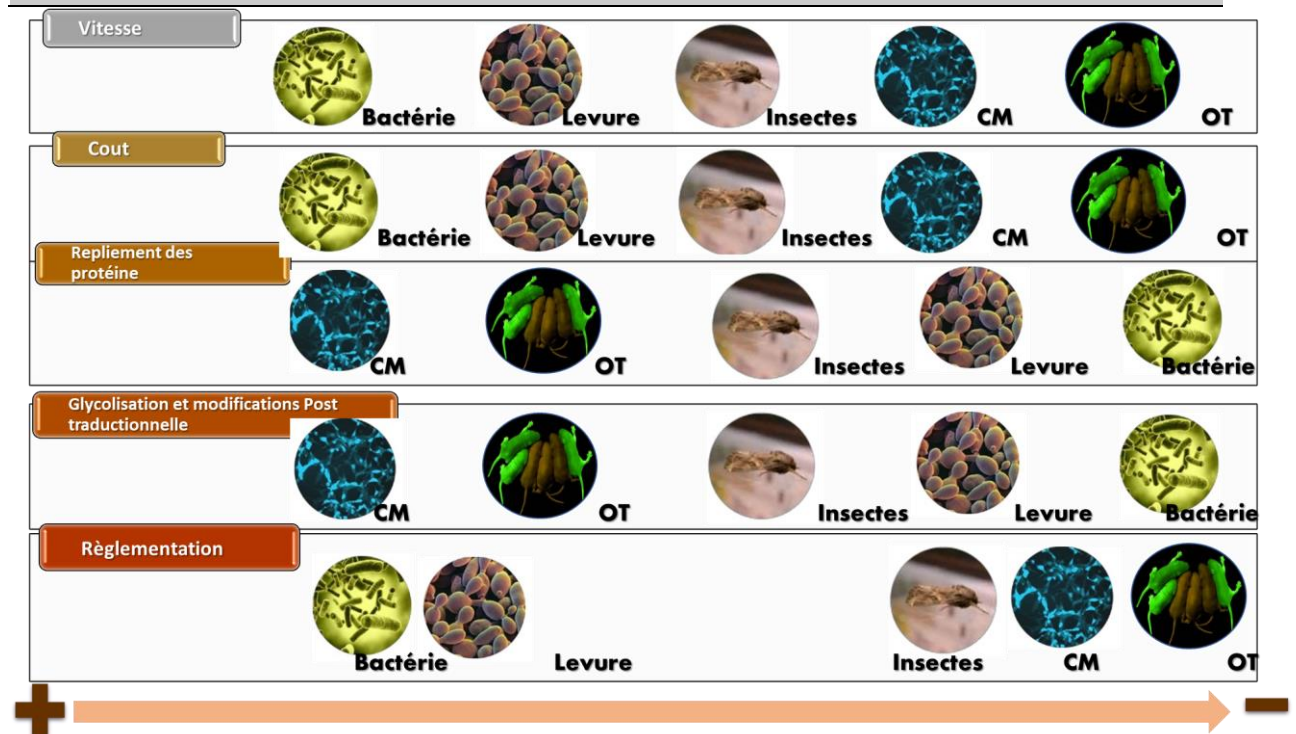 Vitesse
Bactérie Levure Insectes CM OT
Cout
Bactérie Levure Insectes CM OT
Repliement des
protéine
CM OT Insectes Levure Bactérie
Glycolisation et modifications Post
traductionnelle
CM OT Insectes Levure Bactérie
Règlementation
Bactérie Levure Insectes CM OT